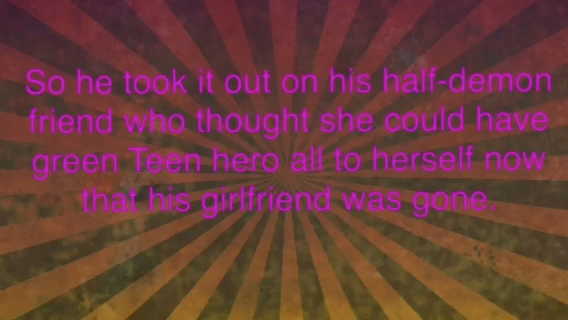 So he took it out on his half-demon
friend who thought she could have
green Teen hero all to herself now
that his girlfriend was gone.